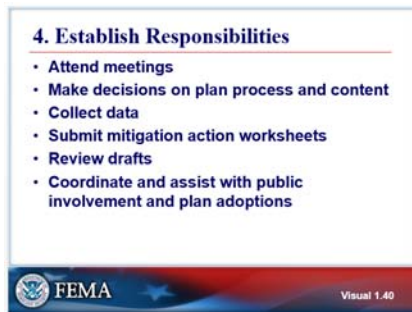 4. Establish Responsibilities
• Attend meetings
• Make decisions on plan process and content
• Collect data
• Submit mitigation action worksheets
• Review drafts
• Coordinate and assist with public
involvement and plan adoptions
FEMA
Visual 1.40